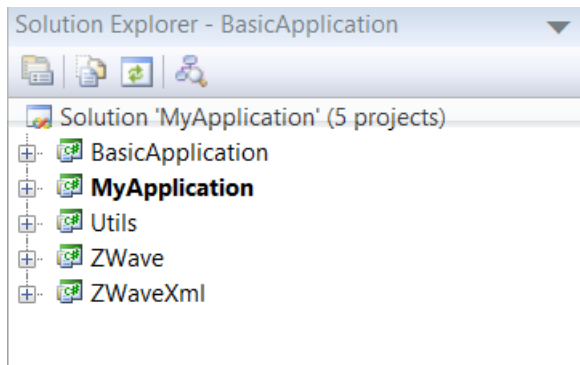 Solution Explorer - BasicApplication
Solution 'MyApplication' (5 projects)
BasicApplication
MyApplication
Utils
ZWave
ZWaveXml